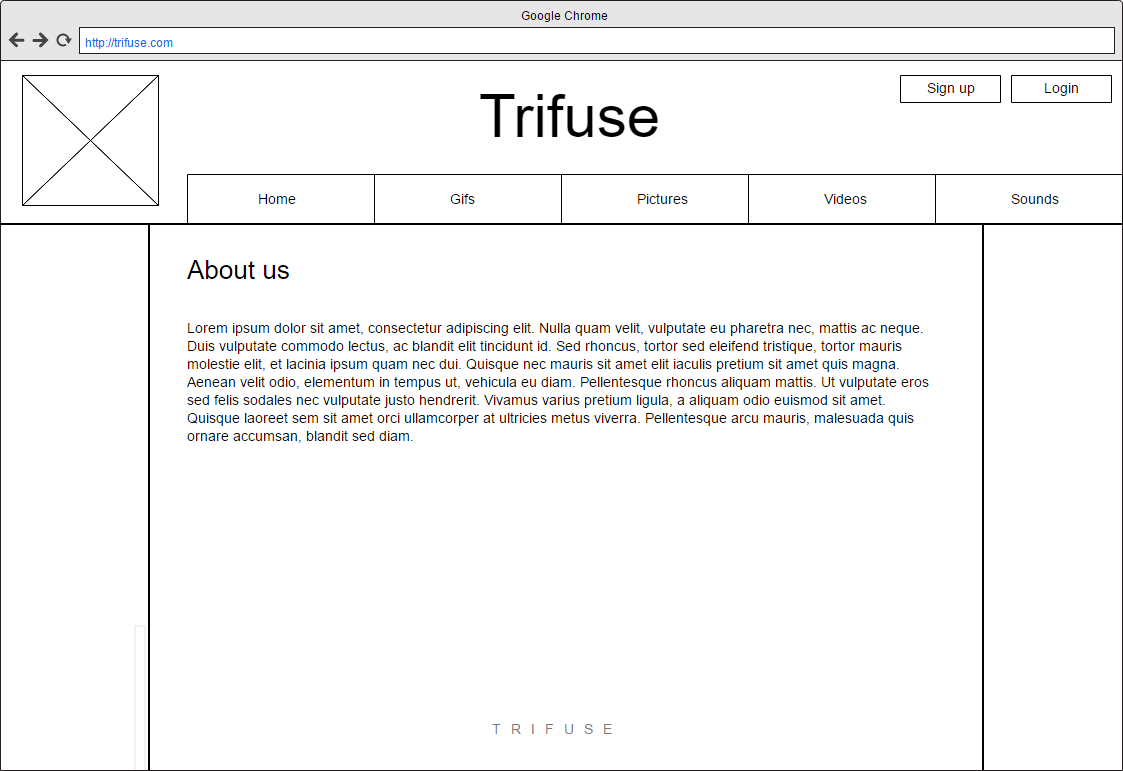 Google Chrome
http://trifuse.com
Trifuse
Sign up
Login
Home
Gifs
Pictures
Videos
Sounds
About us
Lorem ipsum dolor sit amet, consectetur adipiscing elit. Nulla quam velit, vulputate eu pharetra nec, mattis ac neque.
Duis vulputate commodo lectus, ac blandit elit tincidunt id. Sed rhoncus, tortor sed eleifend tristique, tortor mauris
molestie elit, et lacinia ipsum quam nec dui. Quisque nec mauris sit amet elit iaculis pretium sit amet quis magna.
Aenean velit odio, elementum in tempus ut, vehicula eu diam. Pellentesque rhoncus aliquam mattis. Ut vulputate eros
sed felis sodales nec vulputate justo hendrerit. Vivamus varius pretium ligula, a aliquam odio euismod sit amet.
Quisque laoreet sem sit amet orci ullamcorper at ultricies metus viverra. Pellentesque arcu mauris, malesuada quis
ornare accumsan, blandit sed diam.
T R I F U S E